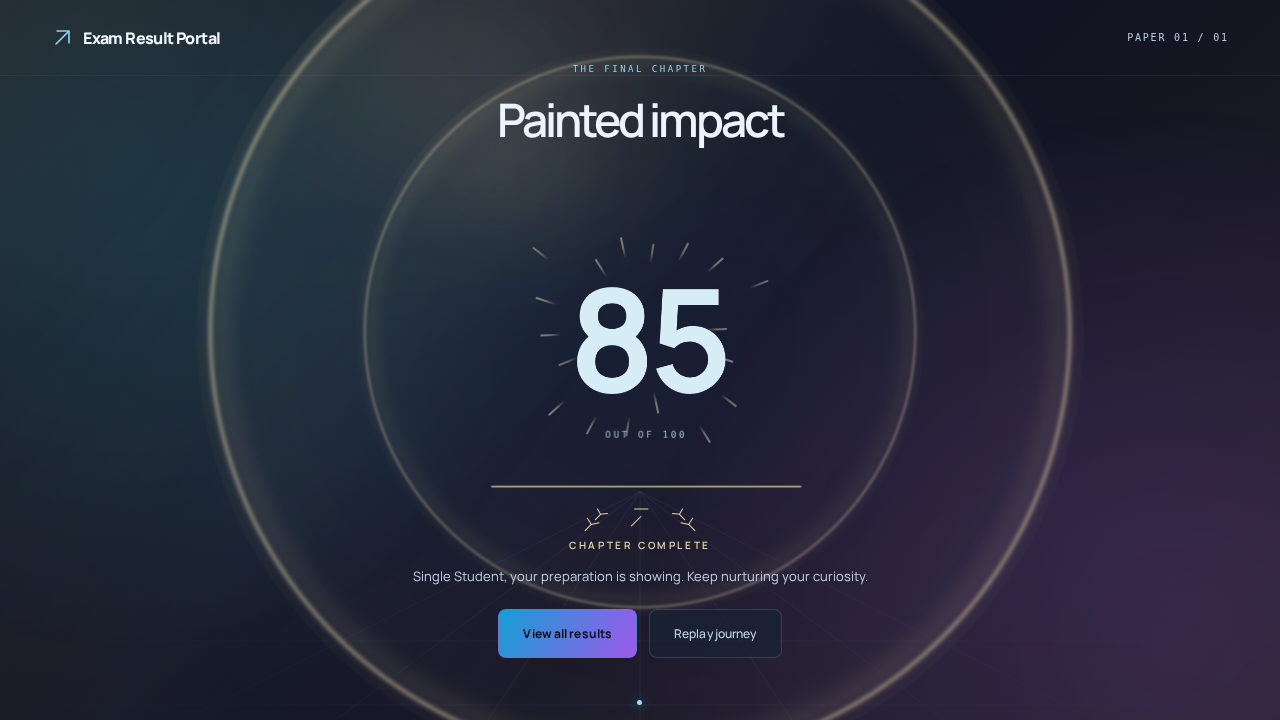 Exam Result Portal
PAPER 01 / 01
THE FINAL CHAPTER
Painted impact
85
OUT OF 100
CHAPTER COMPLETE
Single Student, your preparation is showing. Keep nurturing your curiosity.
View all results
Replay journey